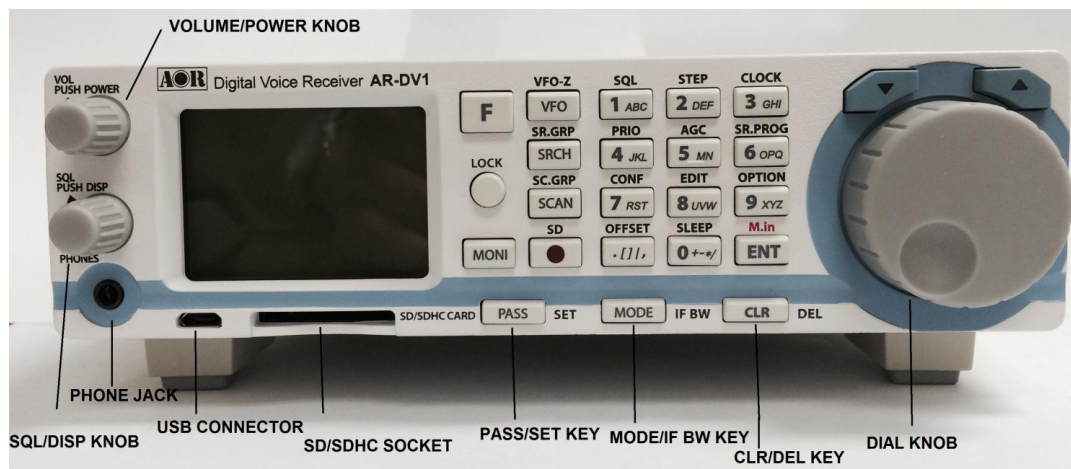 VOLUME/POWER KNOB
VOL
PUSH POWER
AOR Digital Voice Receiver AR-DV1
VFO-Z SQL STEP CLOCK
F VFO 1 ABC 2 DEF 3 GHI
SR.GRP PRIO AGC SR.PROG
LOCK SRCH 4 JKL 5 MN 6 OPQ
SQL
PUSH DISP
SC.GRP CONF EDIT OPTION
SCAN 7 RST 8 UVW 9 XYZ
SD OFFSET SLEEP M.in
PHONES
MONI .[]|, 0 +-*/ ENT
SD/SDHC CARD PASS SET MODE IF BW CLR DEL
PHONE JACK
USB CONNECTOR
SQL/DISP KNOB
SD/SDHC SOCKET
PASS/SET KEY
MODE/IF BW KEY
CLR/DEL KEY
DIAL KNOB